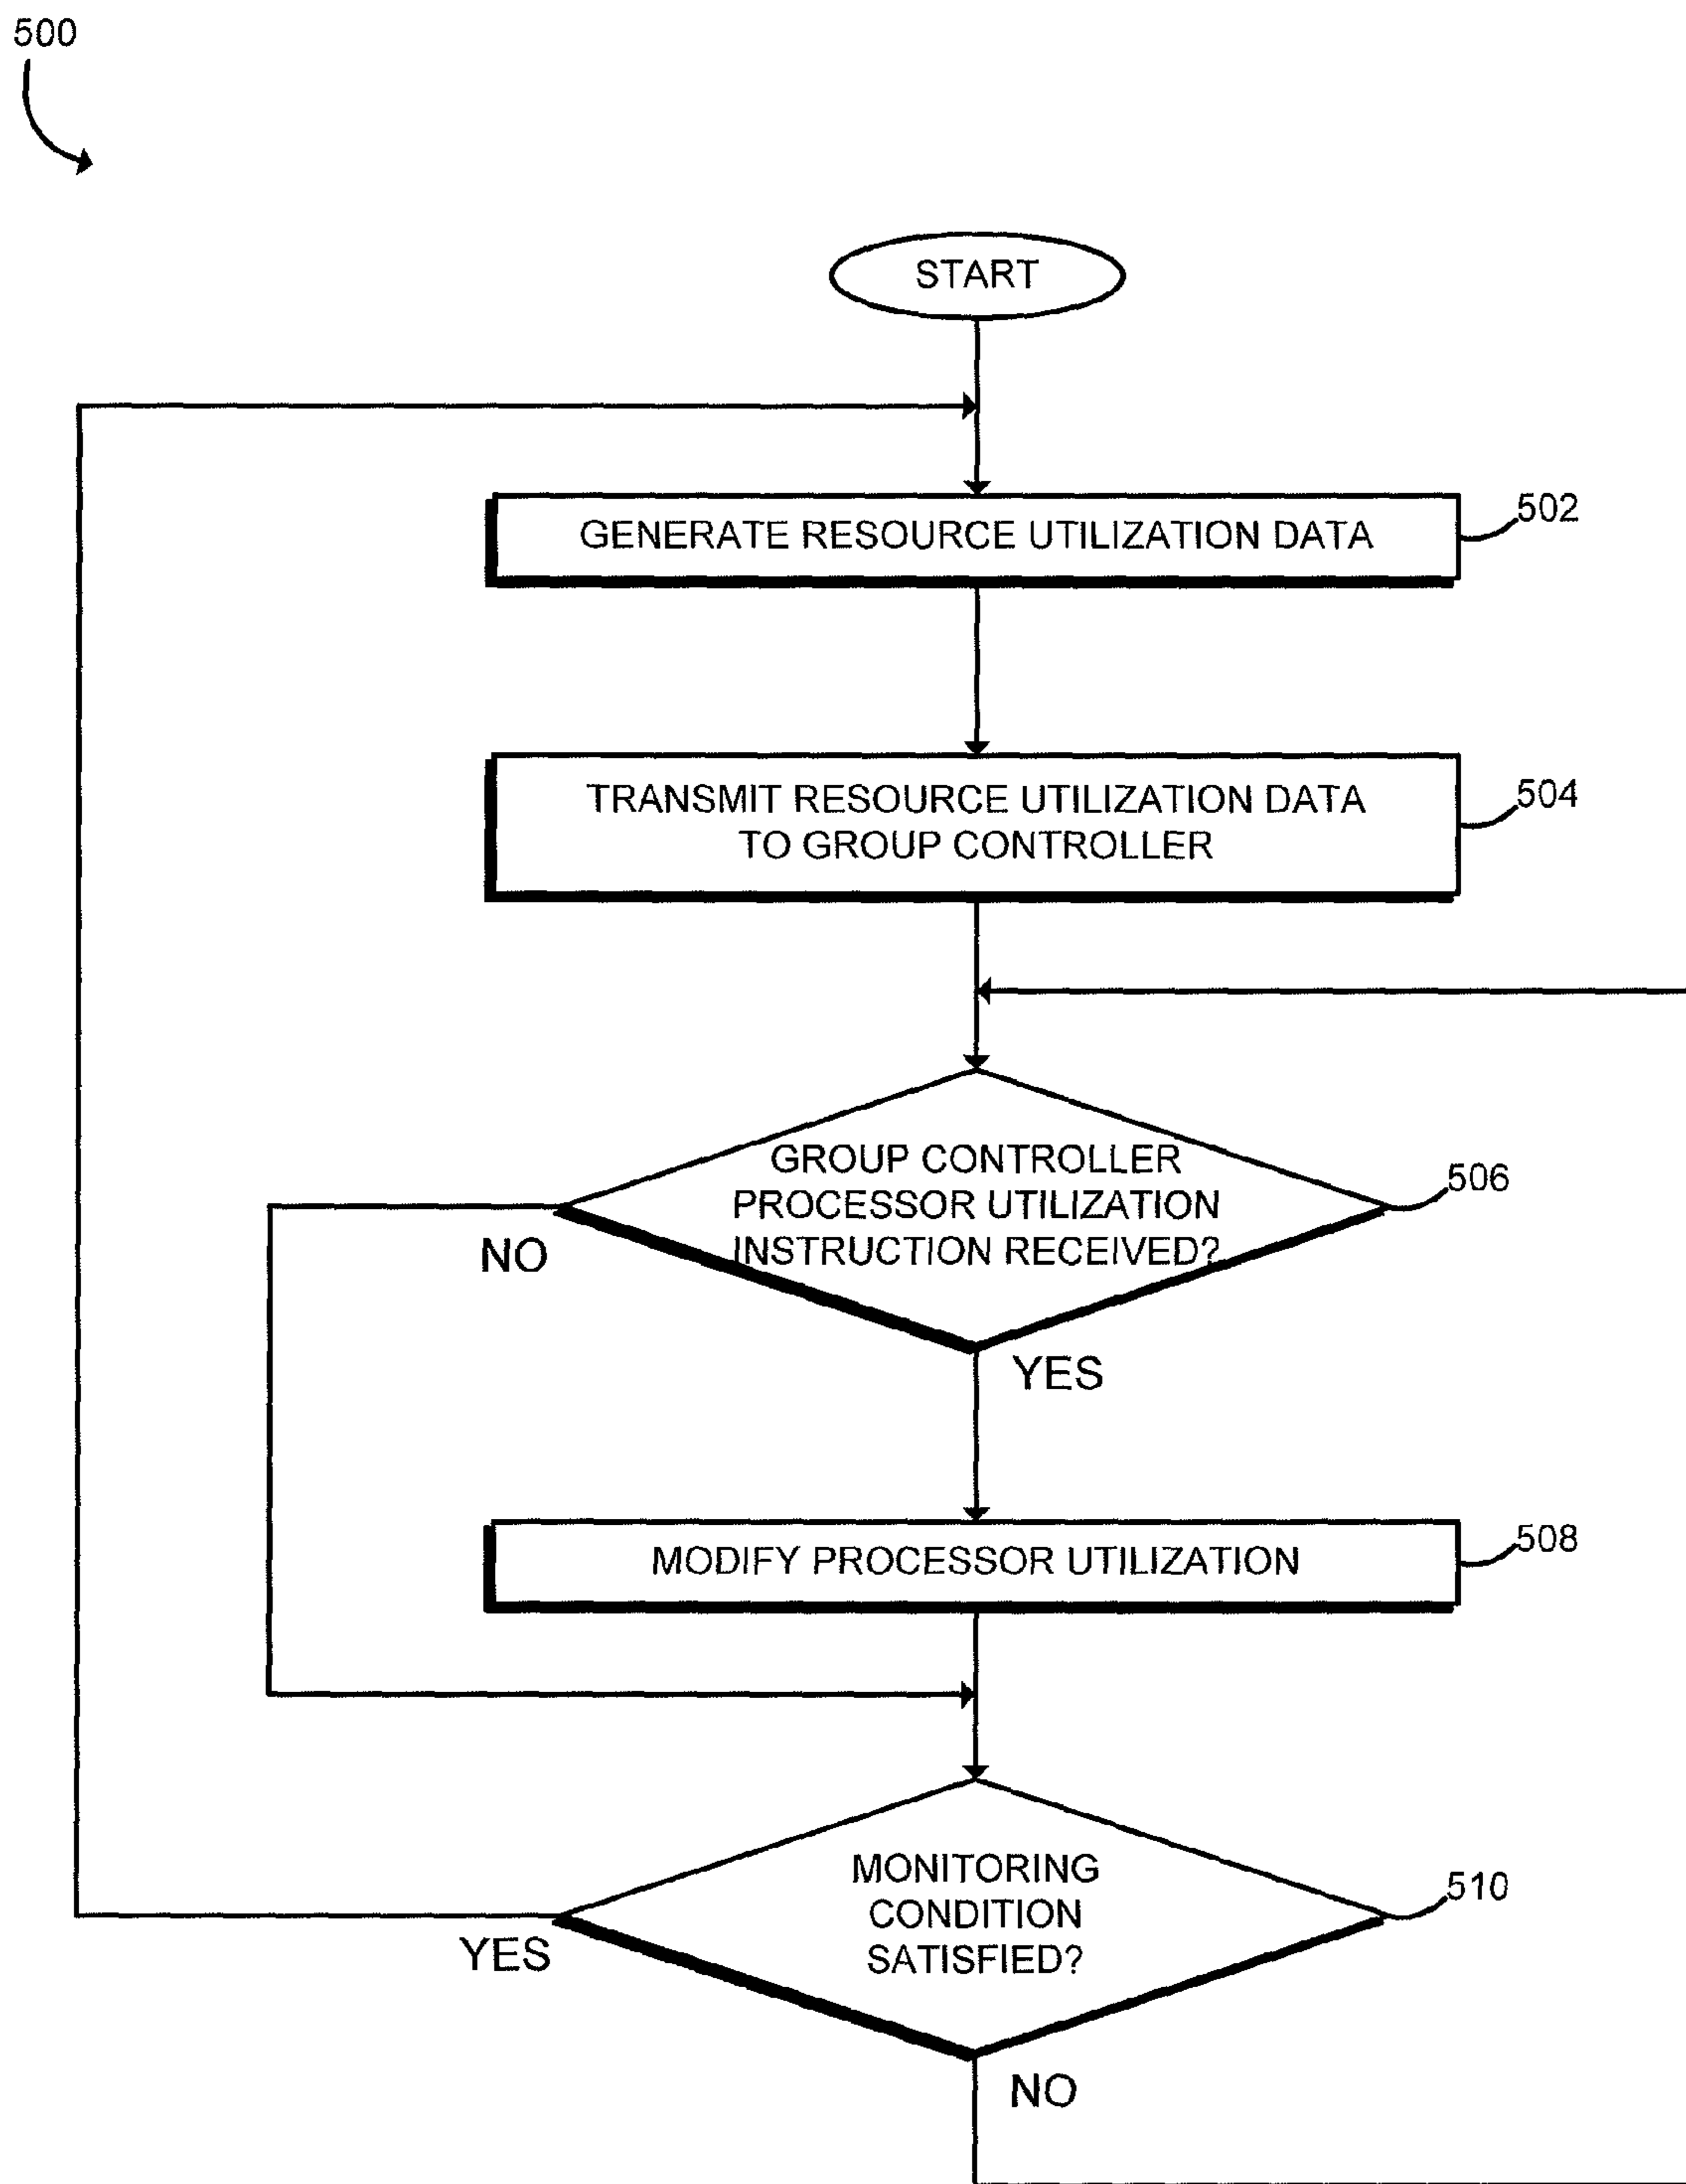 500
START
GENERATE RESOURCE UTILIZATION DATA
502
TRANSMIT RESOURCE UTILIZATION DATA
TO GROUP CONTROLLER
504
GROUP CONTROLLER
PROCESSOR UTILIZATION
INSTRUCTION RECEIVED?
506
NO
YES
MODIFY PROCESSOR UTILIZATION
508
MONITORING
CONDITION
SATISFIED?
510
YES
NO